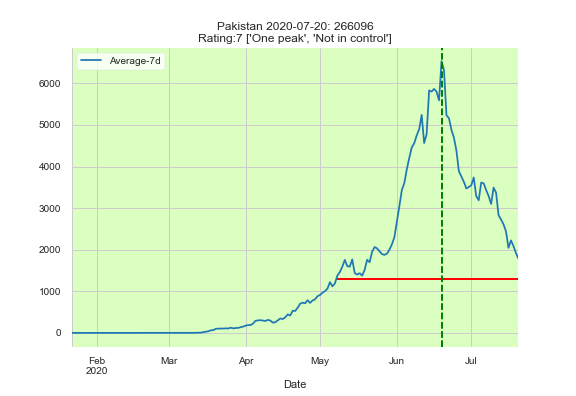 Pakistan 2020-07-20: 266096
Rating:7 ['One peak', 'Not in control']
Average-7d
6000
5000
4000
3000
2000
1000
0
Feb Mar Apr May Jun Jul
2020
Date